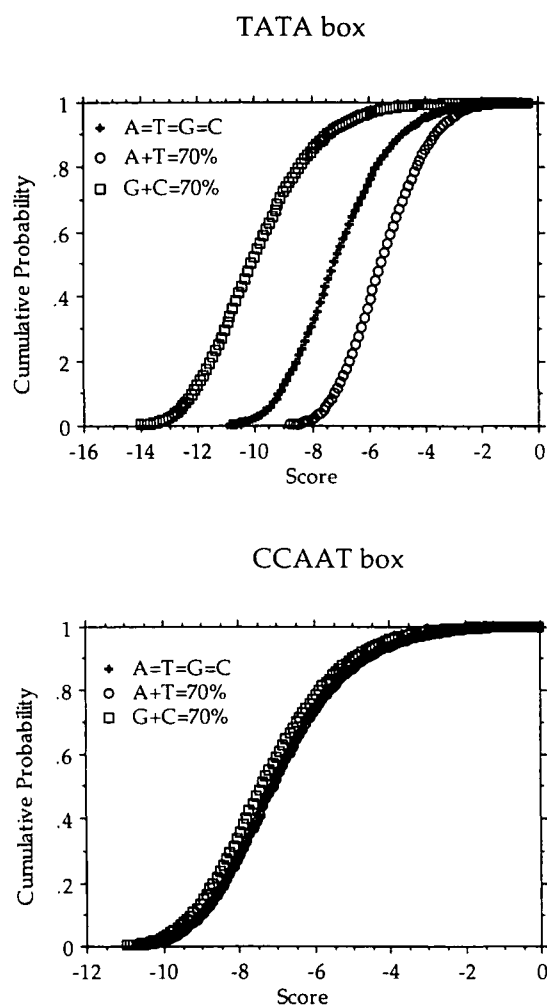 TATA box
Cumulative Probability
1
.8
.6
.4
.2
0
A=T=G=C
A+T=70%
G+C=70%
-16 -14 -12 -10 -8 -6 -4 -2 0
Score
CCAAT box
Cumulative Probability
1
.8
.6
.4
.2
0
A=T=G=C
A+T=70%
G+C=70%
-12 -10 -8 -6 -4 -2 0
Score